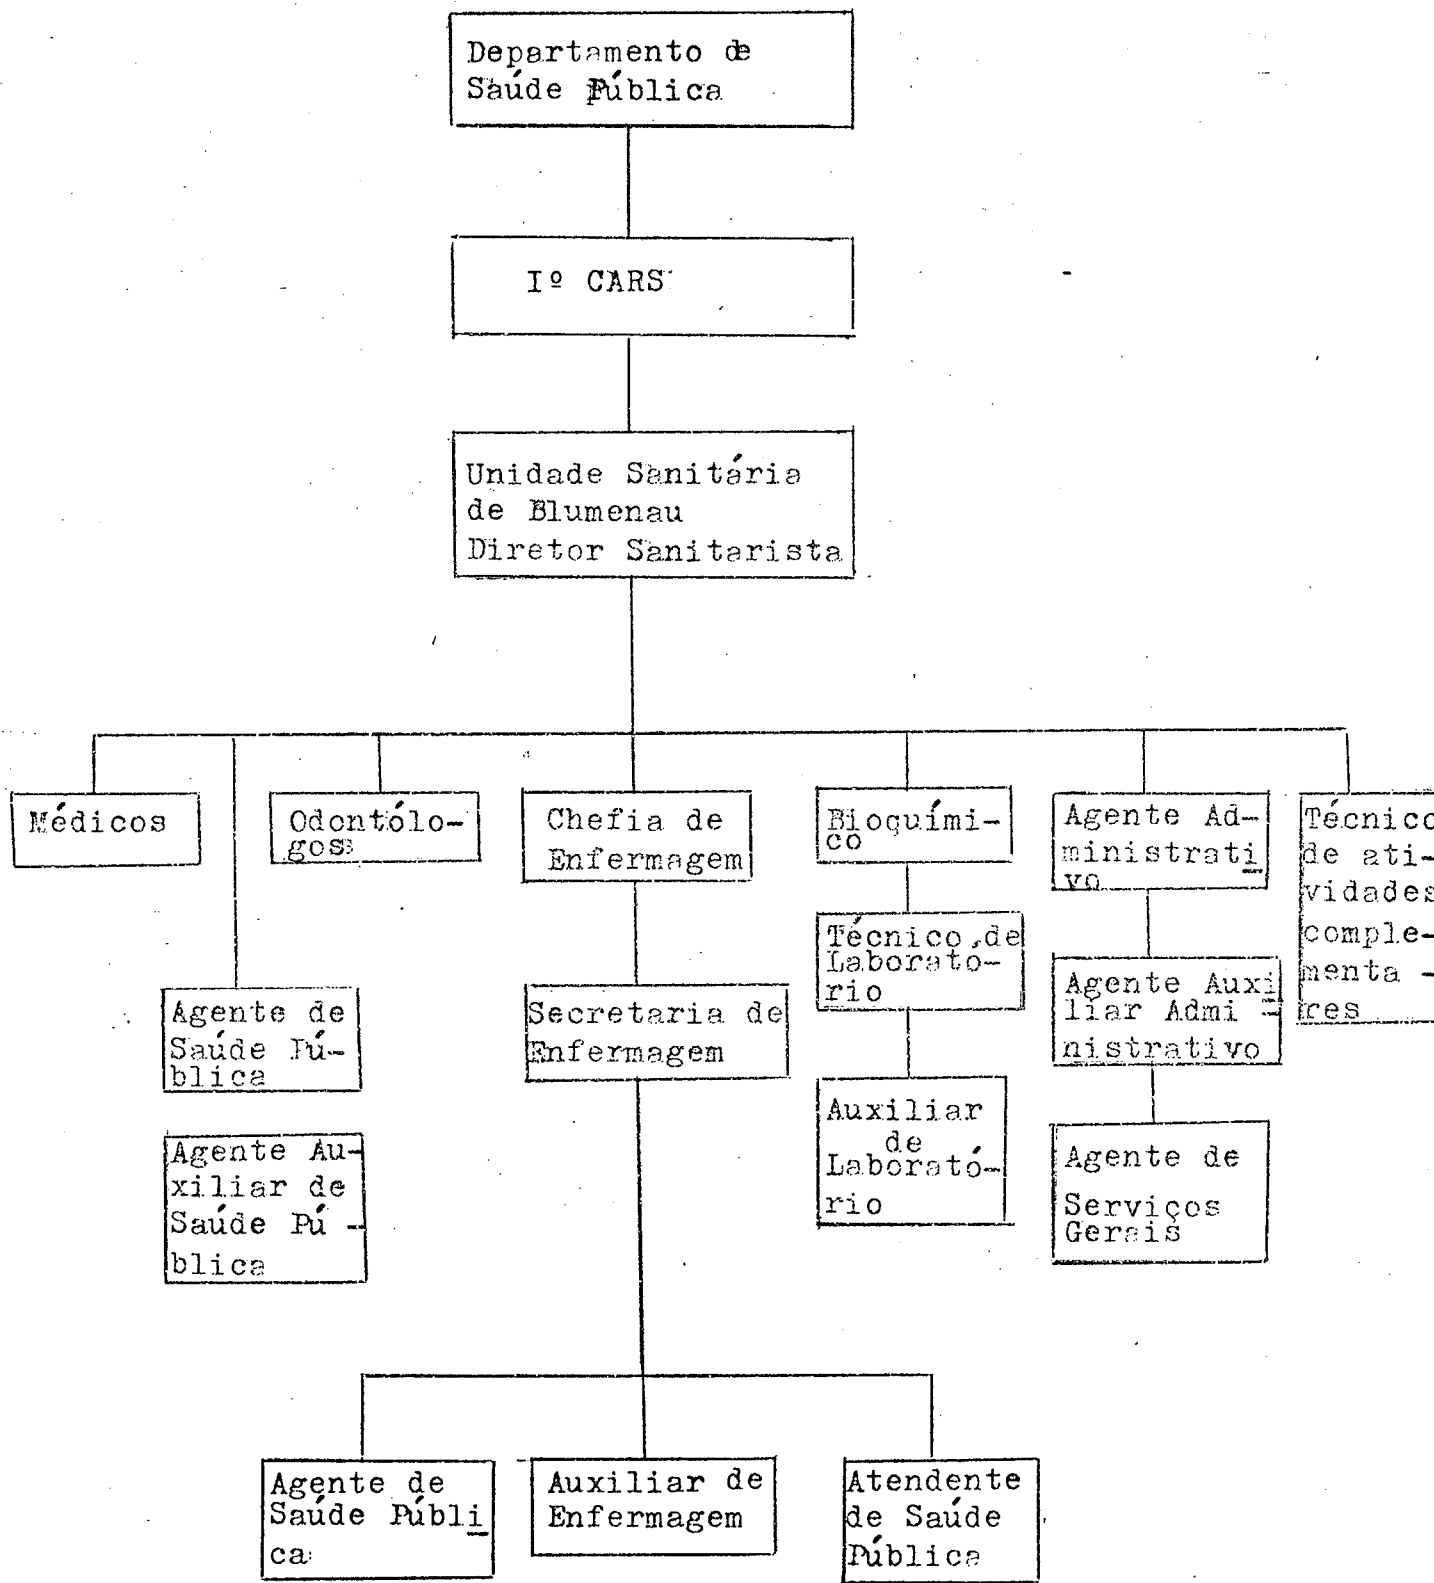 Departamento de
Saúde Pública
Iº CARS
Unidade Sanitária
de Blumenau
Diretor Sanitarista
Médicos
Odontólo-
gos
Chefia de
Enfermagem
Bioquími-
co
Agente Ad-
ministrati
vo
Técnico
de ati-
vidades
comple-
menta -
res
Técnico de
Laborató-
rio
Agente de
Saúde Pú-
blica
Secretaria de
Enfermagem
Agente Auxi
liar Admi -
nistrativo
Auxiliar
de
Laborató-
rio
Agente Au-
xiliar de
Saúde Pú -
blica
Agente de
Serviços
Gerais
Agente de
Saúde Públi
ca
Auxiliar de
Enfermagem
Atendente
de Saúde
Pública